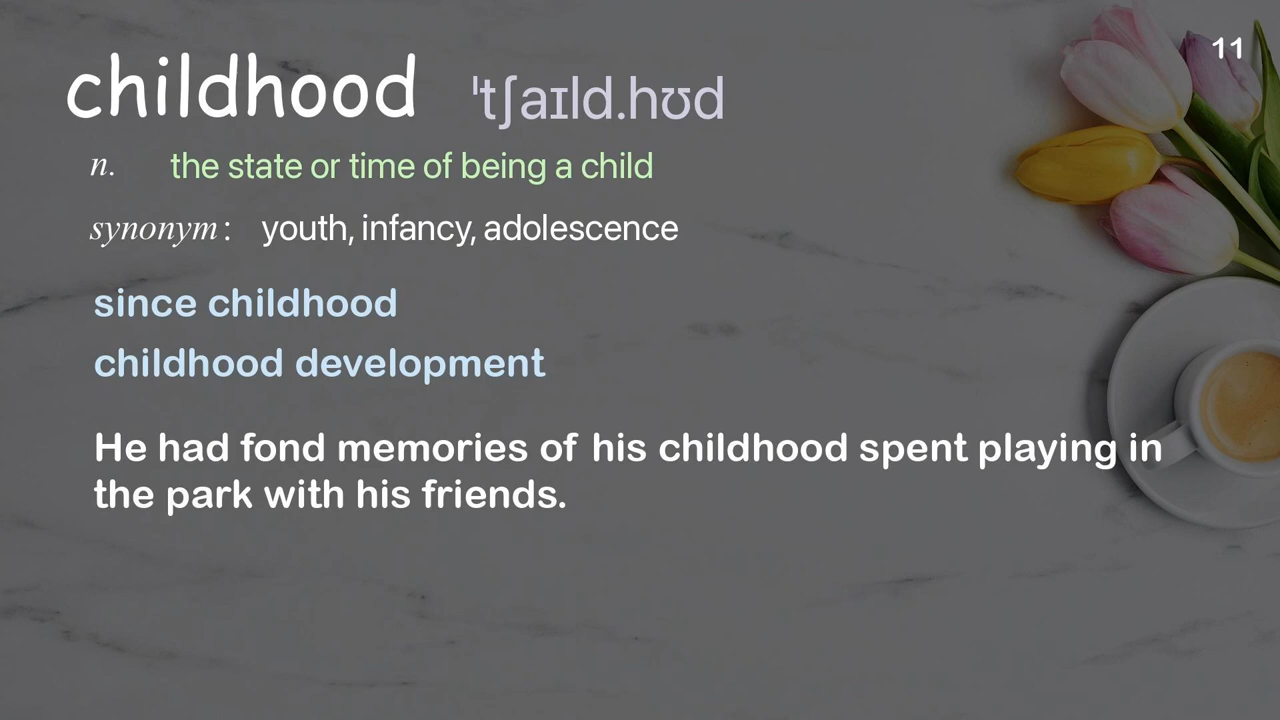 11
childhood ˈtʃaɪld.hʊd
n. the state or time of being a child
synonym: youth, infancy, adolescence
since childhood
childhood development
He had fond memories of his childhood spent playing in
the park with his friends.